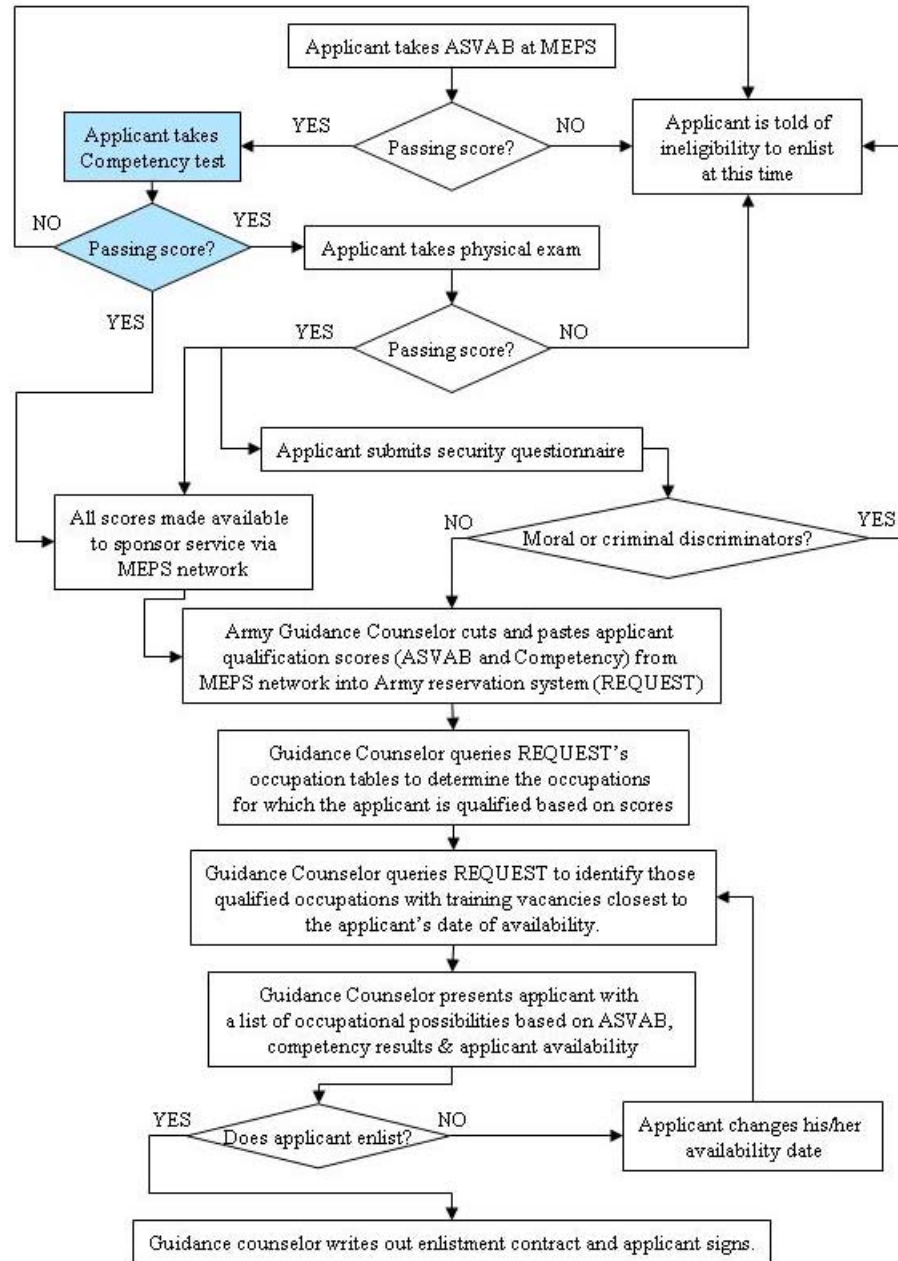 Applicant takes ASVAB at MEPS
YES
Passing score?
NO
Applicant is told of
ineligibility to enlist
at this time
Applicant takes
Competency test
NO
Passing score?
YES
YES
Applicant takes physical exam
YES
Passing score?
NO
Applicant submits security questionnaire
All scores made available
to sponsor service via
MEPS network
NO
Moral or criminal discriminators?
YES
Army Guidance Counselor cuts and pastes applicant
qualification scores (ASVAB and Competency) from
MEPS network into Army reservation system (REQUEST)
Guidance Counselor queries REQUEST’s
occupation tables to determine the occupations
for which the applicant is qualified based on scores
Guidance Counselor queries REQUEST to identify those
qualified occupations with training vacancies closest to
the applicant’s date of availability.
Guidance Counselor presents applicant with
a list of occupational possibilities based on ASVAB,
competency results & applicant availability
YES
Does applicant enlist?
NO
Applicant changes his/her
availability date
Guidance counselor writes out enlistment contract and applicant signs.